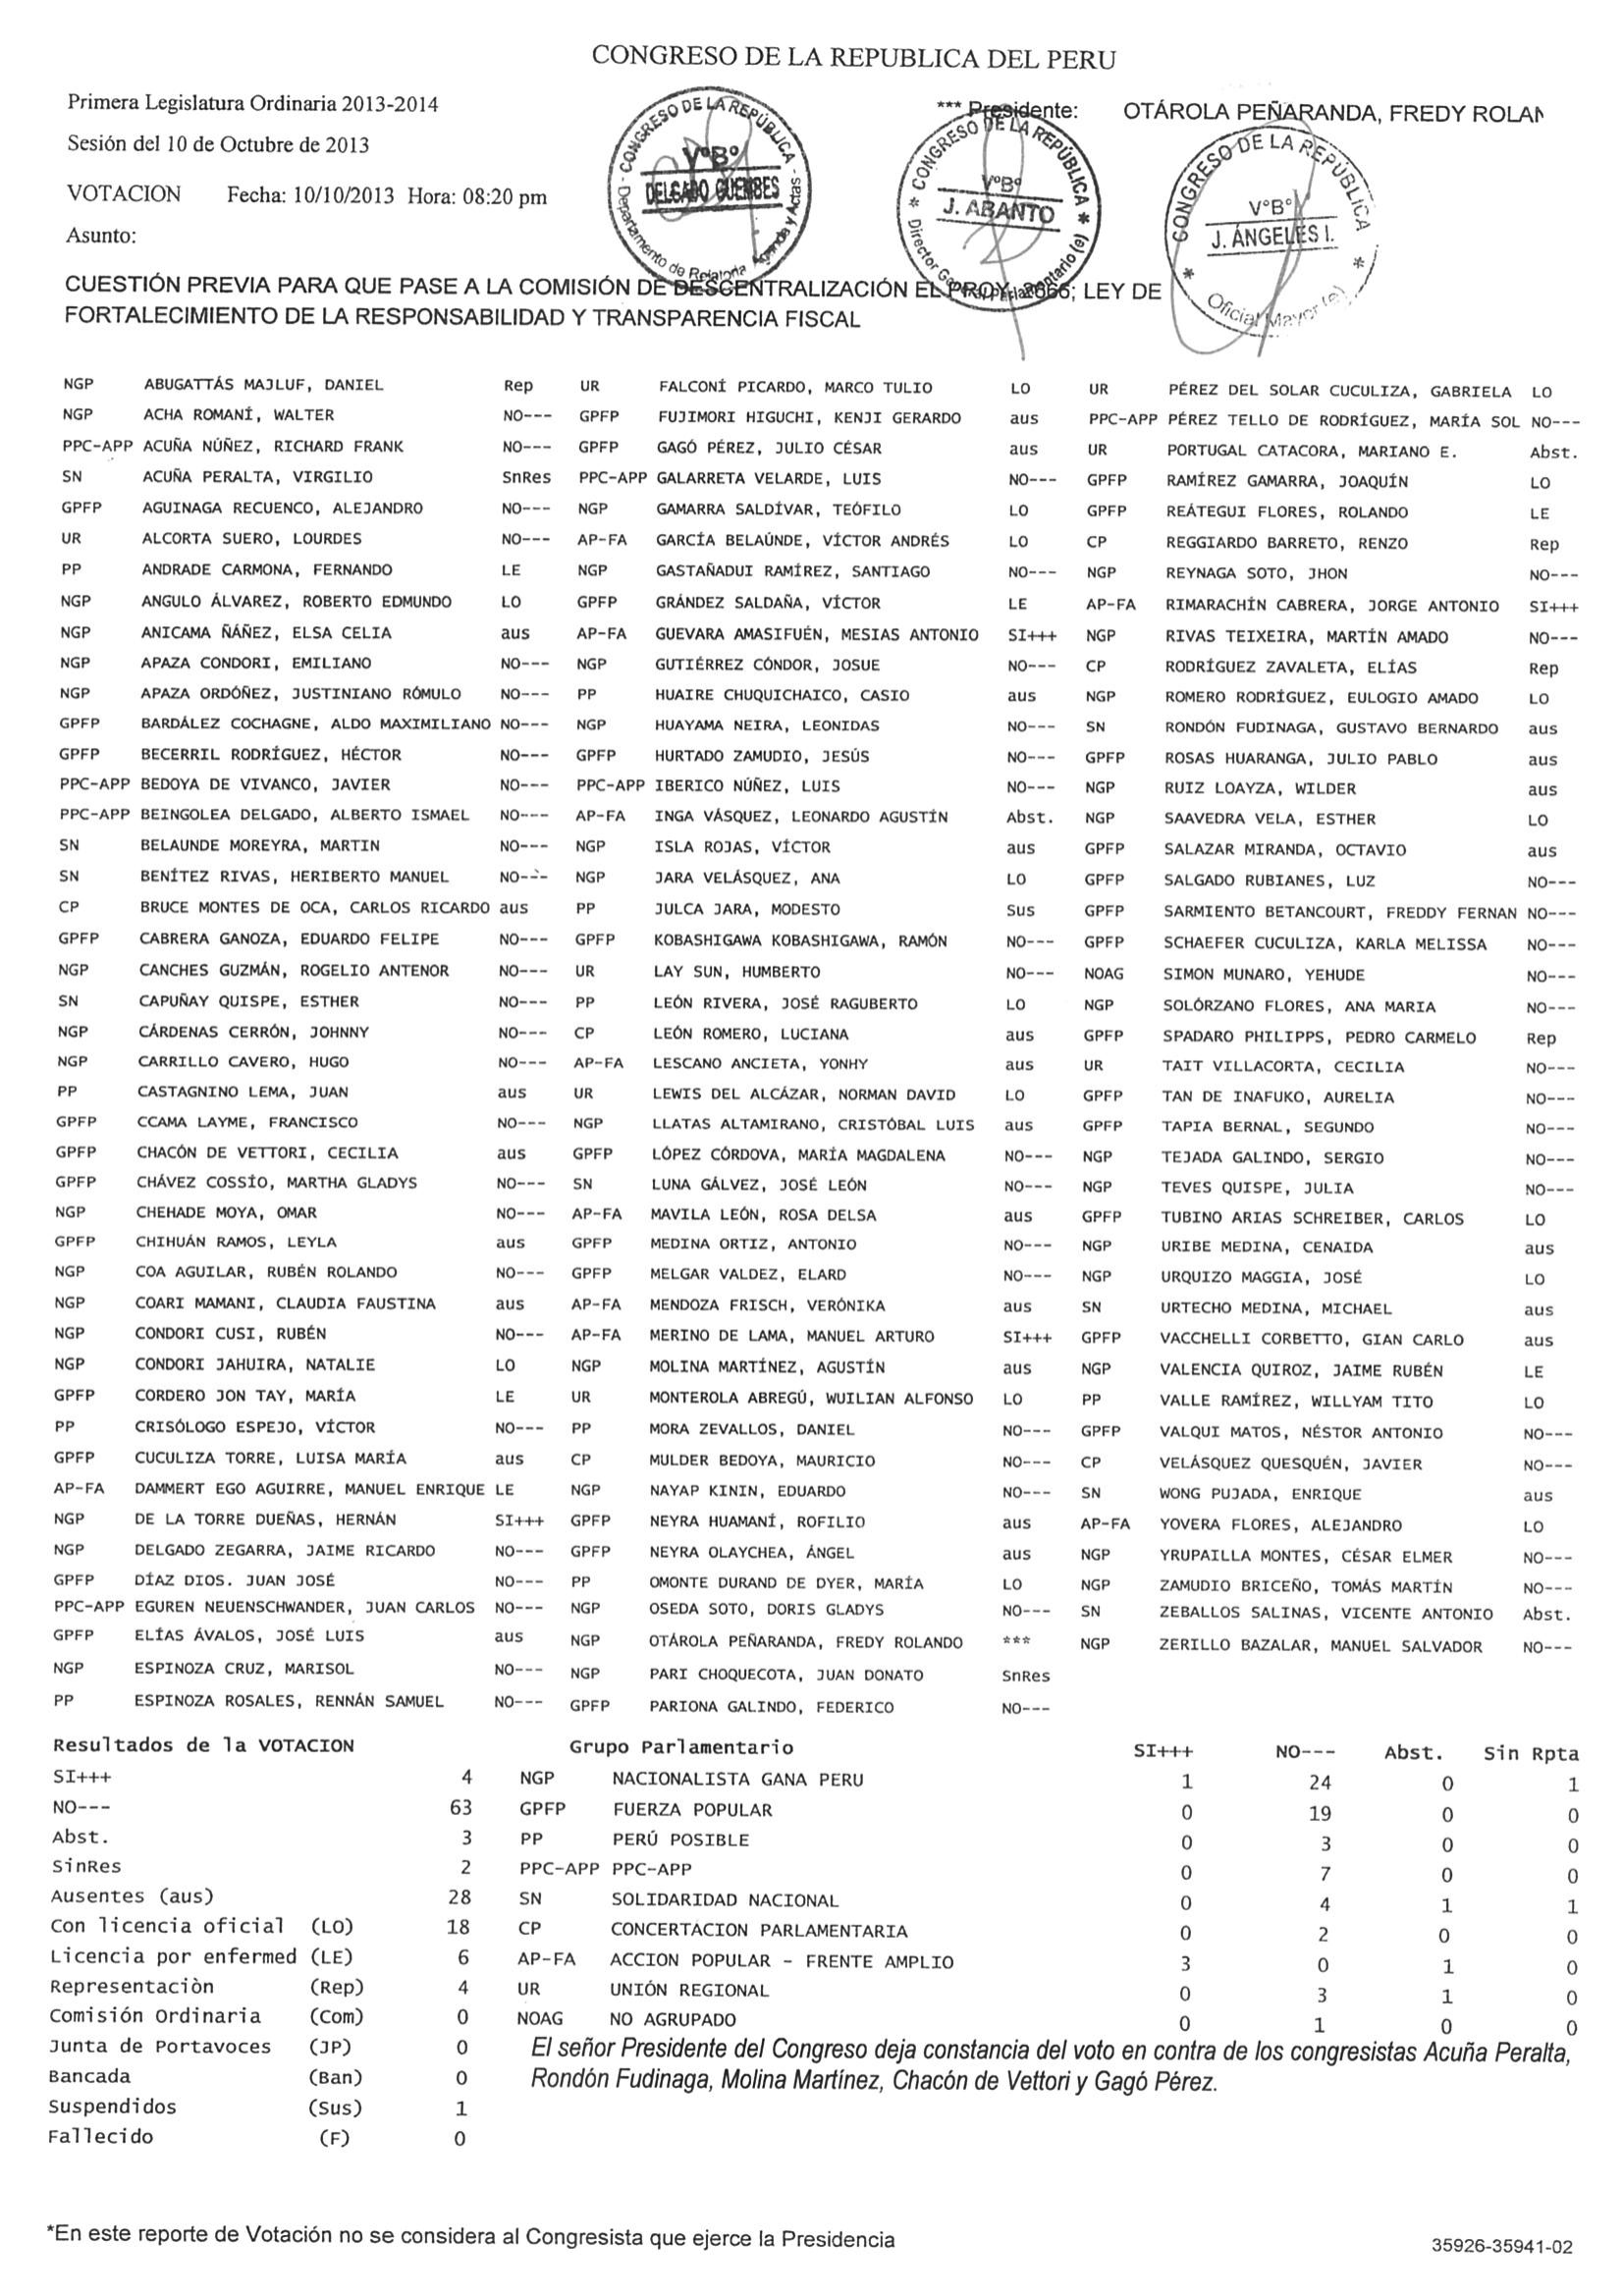 CONGRESO DE LA REPUBLICA DEL PERU
Primera Legislatura Ordinaria 2013-2014
*** Presidente: OTÁROLA PEÑARANDA, FREDY ROLAN
Sesión del 10 de Octubre de 2013
VOTACION Fecha: 10/10/2013 Hora: 08:20 pm
Asunto:
CONGRESO DE LA REPÚBLICA
V°B°
DELGADO GUEMBES
Departamento de Relatoría, Agenda y Actas
CONGRESO DE LA REPÚBLICA
V°B°
J. ABANTO
Director General Parlamentario (e)
CONGRESO DE LA REPÚBLICA
V°B°
J. ÁNGELES I.
Oficial Mayor (e)
CUESTIÓN PREVIA PARA QUE PASE A LA COMISIÓN DE DESCENTRALIZACIÓN EL PROY. LEY DE
FORTALECIMIENTO DE LA RESPONSABILIDAD Y TRANSPARENCIA FISCAL
NGP ABUGATTÁS MAJLUF, DANIEL Rep
NGP ACHA ROMANÍ, WALTER NO---
PPC-APP ACUÑA NÚÑEZ, RICHARD FRANK NO---
SN ACUÑA PERALTA, VIRGILIO SnRes
GPFP AGUINAGA RECUENCO, ALEJANDRO NO---
UR ALCORTA SUERO, LOURDES NO---
PP ANDRADE CARMONA, FERNANDO LE
NGP ANGULO ÁLVAREZ, ROBERTO EDMUNDO LO
NGP ANICAMA ÑÁÑEZ, ELSA CELIA aus
NGP APAZA CONDORI, EMILIANO NO---
NGP APAZA ORDÓÑEZ, JUSTINIANO RÓMULO NO---
GPFP BARDÁLEZ COCHAGNE, ALDO MAXIMILIANO NO---
GPFP BECERRIL RODRÍGUEZ, HÉCTOR NO---
PPC-APP BEDOYA DE VIVANCO, JAVIER NO---
PPC-APP BEINGOLEA DELGADO, ALBERTO ISMAEL NO---
SN BELAUNDE MOREYRA, MARTIN NO---
SN BENÍTEZ RIVAS, HERIBERTO MANUEL NO---
CP BRUCE MONTES DE OCA, CARLOS RICARDO aus
GPFP CABRERA GANOZA, EDUARDO FELIPE NO---
NGP CANCHES GUZMÁN, ROGELIO ANTENOR NO---
SN CAPUÑAY QUISPE, ESTHER NO---
NGP CÁRDENAS CERRÓN, JOHNNY NO---
NGP CARRILLO CAVERO, HUGO NO---
PP CASTAGNINO LEMA, JUAN aus
GPFP CCAMA LAYME, FRANCISCO NO---
GPFP CHACÓN DE VETTORI, CECILIA aus
GPFP CHÁVEZ COSSÍO, MARTHA GLADYS NO---
NGP CHEHADE MOYA, OMAR NO---
GPFP CHIHUÁN RAMOS, LEYLA aus
NGP COA AGUILAR, RUBÉN ROLANDO NO---
NGP COARI MAMANI, CLAUDIA FAUSTINA aus
NGP CONDORI CUSI, RUBÉN NO---
NGP CONDORI JAHUIRA, NATALIE LO
GPFP CORDERO JON TAY, MARÍA LE
PP CRISÓLOGO ESPEJO, VÍCTOR NO---
GPFP CUCULIZA TORRE, LUISA MARÍA aus
AP-FA DAMMERT EGO AGUIRRE, MANUEL ENRIQUE LE
NGP DE LA TORRE DUEÑAS, HERNÁN SI+++
NGP DELGADO ZEGARRA, JAIME RICARDO NO---
GPFP DÍAZ DIOS. JUAN JOSÉ NO---
PPC-APP EGUREN NEUENSCHWANDER, JUAN CARLOS NO---
GPFP ELÍAS ÁVALOS, JOSÉ LUIS aus
NGP ESPINOZA CRUZ, MARISOL NO---
PP ESPINOZA ROSALES, RENNÁN SAMUEL NO---
UR FALCONÍ PICARDO, MARCO TULIO LO
GPFP FUJIMORI HIGUCHI, KENJI GERARDO aus
GPFP GAGÓ PÉREZ, JULIO CÉSAR aus
PPC-APP GALARRETA VELARDE, LUIS NO---
NGP GAMARRA SALDÍVAR, TEÓFILO LO
AP-FA GARCÍA BELAÚNDE, VÍCTOR ANDRÉS LO
NGP GASTAÑADUI RAMÍREZ, SANTIAGO NO---
GPFP GRÁNDEZ SALDAÑA, VÍCTOR LE
AP-FA GUEVARA AMASIFUÉN, MESIAS ANTONIO SI+++
NGP GUTIÉRREZ CÓNDOR, JOSUE NO---
PP HUAIRE CHUQUICHAICO, CASIO aus
NGP HUAYAMA NEIRA, LEONIDAS NO---
GPFP HURTADO ZAMUDIO, JESÚS NO---
PPC-APP IBERICO NÚÑEZ, LUIS NO---
AP-FA INGA VÁSQUEZ, LEONARDO AGUSTÍN Abst.
NGP ISLA ROJAS, VÍCTOR aus
NGP JARA VELÁSQUEZ, ANA LO
PP JULCA JARA, MODESTO Sus
GPFP KOBASHIGAWA KOBASHIGAWA, RAMÓN NO---
UR LAY SUN, HUMBERTO NO---
PP LEÓN RIVERA, JOSÉ RAGUBERTO LO
CP LEÓN ROMERO, LUCIANA aus
AP-FA LESCANO ANCIETA, YONHY aus
UR LEWIS DEL ALCÁZAR, NORMAN DAVID LO
NGP LLATAS ALTAMIRANO, CRISTÓBAL LUIS aus
GPFP LÓPEZ CÓRDOVA, MARÍA MAGDALENA NO---
SN LUNA GÁLVEZ, JOSÉ LEÓN NO---
AP-FA MAVILA LEÓN, ROSA DELSA aus
GPFP MEDINA ORTIZ, ANTONIO NO---
GPFP MELGAR VALDEZ, ELARD NO---
AP-FA MENDOZA FRISCH, VERÓNIKA aus
AP-FA MERINO DE LAMA, MANUEL ARTURO SI+++
NGP MOLINA MARTÍNEZ, AGUSTÍN aus
UR MONTEROLA ABREGÚ, WUILIAN ALFONSO LO
PP MORA ZEVALLOS, DANIEL NO---
CP MULDER BEDOYA, MAURICIO NO---
NGP NAYAP KININ, EDUARDO NO---
GPFP NEYRA HUAMANÍ, ROFILIO aus
GPFP NEYRA OLAYCHEA, ÁNGEL aus
PP OMONTE DURAND DE DYER, MARÍA LO
NGP OSEDA SOTO, DORIS GLADYS NO---
NGP OTÁROLA PEÑARANDA, FREDY ROLANDO ***
NGP PARI CHOQUECOTA, JUAN DONATO SnRes
GPFP PARIONA GALINDO, FEDERICO NO---
UR PÉREZ DEL SOLAR CUCULIZA, GABRIELA LO
PPC-APP PÉREZ TELLO DE RODRÍGUEZ, MARÍA SOL NO---
UR PORTUGAL CATACORA, MARIANO E. Abst.
GPFP RAMÍREZ GAMARRA, JOAQUÍN LO
GPFP REÁTEGUI FLORES, ROLANDO LE
CP REGGIARDO BARRETO, RENZO Rep
NGP REYNAGA SOTO, JHON NO---
AP-FA RIMARACHÍN CABRERA, JORGE ANTONIO SI+++
NGP RIVAS TEIXEIRA, MARTÍN AMADO NO---
CP RODRÍGUEZ ZAVALETA, ELÍAS Rep
NGP ROMERO RODRÍGUEZ, EULOGIO AMADO LO
SN RONDÓN FUDINAGA, GUSTAVO BERNARDO aus
GPFP ROSAS HUARANGA, JULIO PABLO aus
NGP RUIZ LOAYZA, WILDER aus
NGP SAAVEDRA VELA, ESTHER LO
GPFP SALAZAR MIRANDA, OCTAVIO aus
GPFP SALGADO RUBIANES, LUZ NO---
GPFP SARMIENTO BETANCOURT, FREDDY FERNAN NO---
GPFP SCHAEFER CUCULIZA, KARLA MELISSA NO---
NOAG SIMON MUNARO, YEHUDE NO---
NGP SOLÓRZANO FLORES, ANA MARIA NO---
GPFP SPADARO PHILIPPS, PEDRO CARMELO Rep
UR TAIT VILLACORTA, CECILIA NO---
GPFP TAN DE INAFUKO, AURELIA NO---
GPFP TAPIA BERNAL, SEGUNDO NO---
NGP TEJADA GALINDO, SERGIO NO---
NGP TEVES QUISPE, JULIA NO---
GPFP TUBINO ARIAS SCHREIBER, CARLOS LO
NGP URIBE MEDINA, CENAIDA aus
NGP URQUIZO MAGGIA, JOSÉ LO
SN URTECHO MEDINA, MICHAEL aus
GPFP VACCHELLI CORBETTO, GIAN CARLO aus
NGP VALENCIA QUIROZ, JAIME RUBÉN LE
PP VALLE RAMÍREZ, WILLYAM TITO LO
GPFP VALQUI MATOS, NÉSTOR ANTONIO NO---
CP VELÁSQUEZ QUESQUÉN, JAVIER NO---
SN WONG PUJADA, ENRIQUE aus
AP-FA YOVERA FLORES, ALEJANDRO LO
NGP YRUPAILLA MONTES, CÉSAR ELMER NO---
NGP ZAMUDIO BRICEÑO, TOMÁS MARTÍN NO---
SN ZEBALLOS SALINAS, VICENTE ANTONIO Abst.
NGP ZERILLO BAZALAR, MANUEL SALVADOR NO---
Resultados de la VOTACION
SI+++ 4
NO--- 63
Abst. 3
SinRes 2
Ausentes (aus) 28
Con licencia oficial (LO) 18
Licencia por enfermed (LE) 6
Representaciòn (Rep) 4
Comisión Ordinaria (Com) 0
Junta de Portavoces (JP) 0
Bancada (Ban) 0
Suspendidos (Sus) 1
Fallecido (F) 0
Grupo Parlamentario SI+++ NO--- Abst. Sin Rpta
NGP NACIONALISTA GANA PERU 1 24 0 1
GPFP FUERZA POPULAR 0 19 0 0
PP PERÚ POSIBLE 0 3 0 0
PPC-APP PPC-APP 0 7 0 0
SN SOLIDARIDAD NACIONAL 0 4 1 1
CP CONCERTACION PARLAMENTARIA 0 2 0 0
AP-FA ACCION POPULAR - FRENTE AMPLIO 3 0 1 0
UR UNIÓN REGIONAL 0 3 1 0
NOAG NO AGRUPADO 0 1 0 0
El señor Presidente del Congreso deja constancia del voto en contra de los congresistas Acuña Peralta,
Rondón Fudinaga, Molina Martínez, Chacón de Vettori y Gagó Pérez.
*En este reporte de Votación no se considera al Congresista que ejerce la Presidencia
35926-35941-02